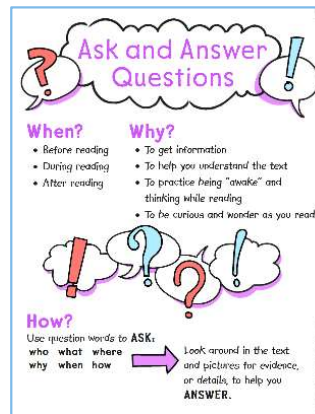 Ask and Answer
Questions
When?
• Before reading
• During reading
• After reading
Why?
• To get information
• To help you understand the text
• To practice being "awake" and
thinking while reading
• To be curious and wonder as you read
How?
Use question words to ASK:
who what where
why when how
Look around in the text
and pictures for evidence,
or details, to help you
ANSWER.